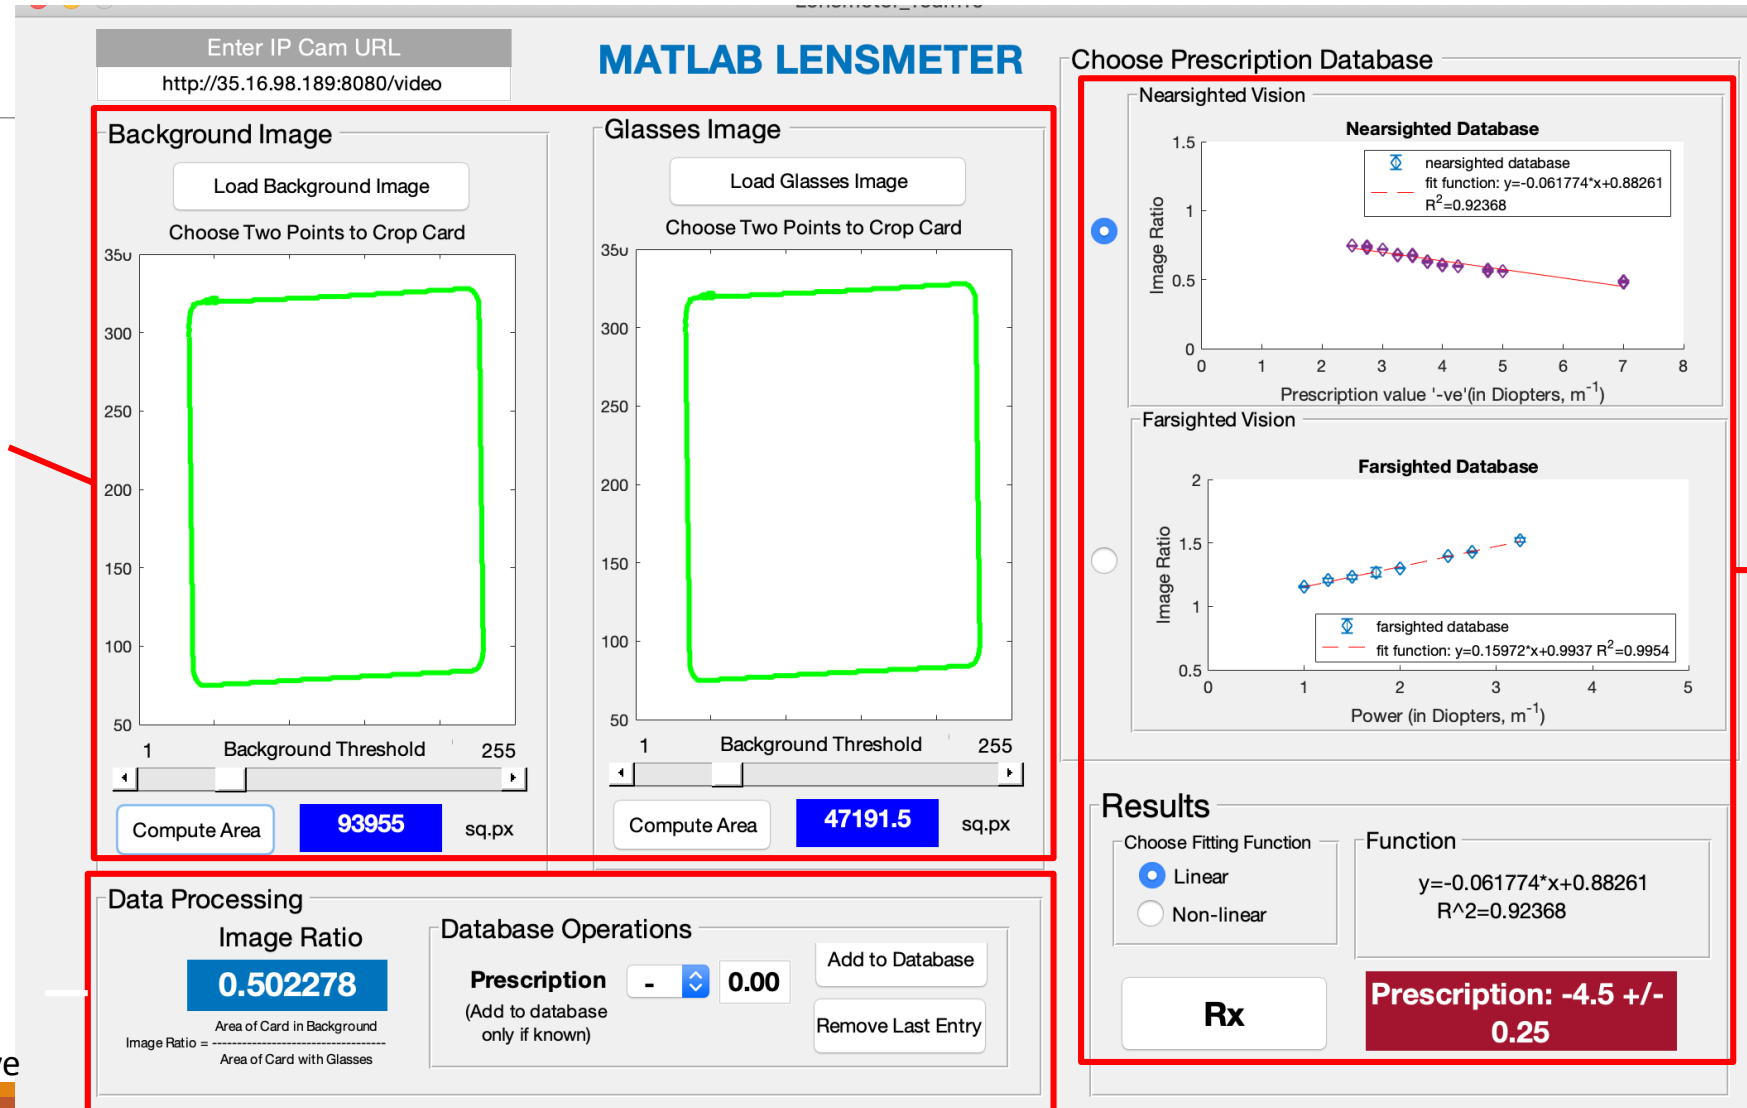 Enter IP Cam URL
http://35.16.98.189:8080/video
MATLAB LENSMETER
Background Image
Load Background Image
Choose Two Points to Crop Card
350
300
250
200
150
100
50
1 Background Threshold 255
Compute Area 93955 sq.px
Glasses Image
Load Glasses Image
Choose Two Points to Crop Card
350
300
250
200
150
100
50
1 Background Threshold 255
Compute Area 47191.5 sq.px
Data Processing
Image Ratio
0.502278
Area of Card in Background
Image Ratio = ------------------------------------
Area of Card with Glasses
Database Operations
Prescription - 0.00
(Add to database
only if known)
Add to Database
Remove Last Entry
Choose Prescription Database
Nearsighted Vision
Nearsighted Database
nearsighted database
fit function: y=-0.061774*x+0.88261
R²=0.92368
Image Ratio
1.5
1
0.5
0
0 1 2 3 4 5 6 7 8
Prescription value '-ve'(in Diopters, m⁻¹)
Farsighted Vision
Farsighted Database
Image Ratio
2
1.5
1
0.5
farsighted database
fit function: y=0.15972*x+0.9937 R²=0.9954
0 1 2 3 4 5
Power (in Diopters, m⁻¹)
Results
Choose Fitting Function
Linear
Non-linear
Function
y=-0.061774*x+0.88261
R^2=0.92368
Rx
Prescription: -4.5 +/-
0.25